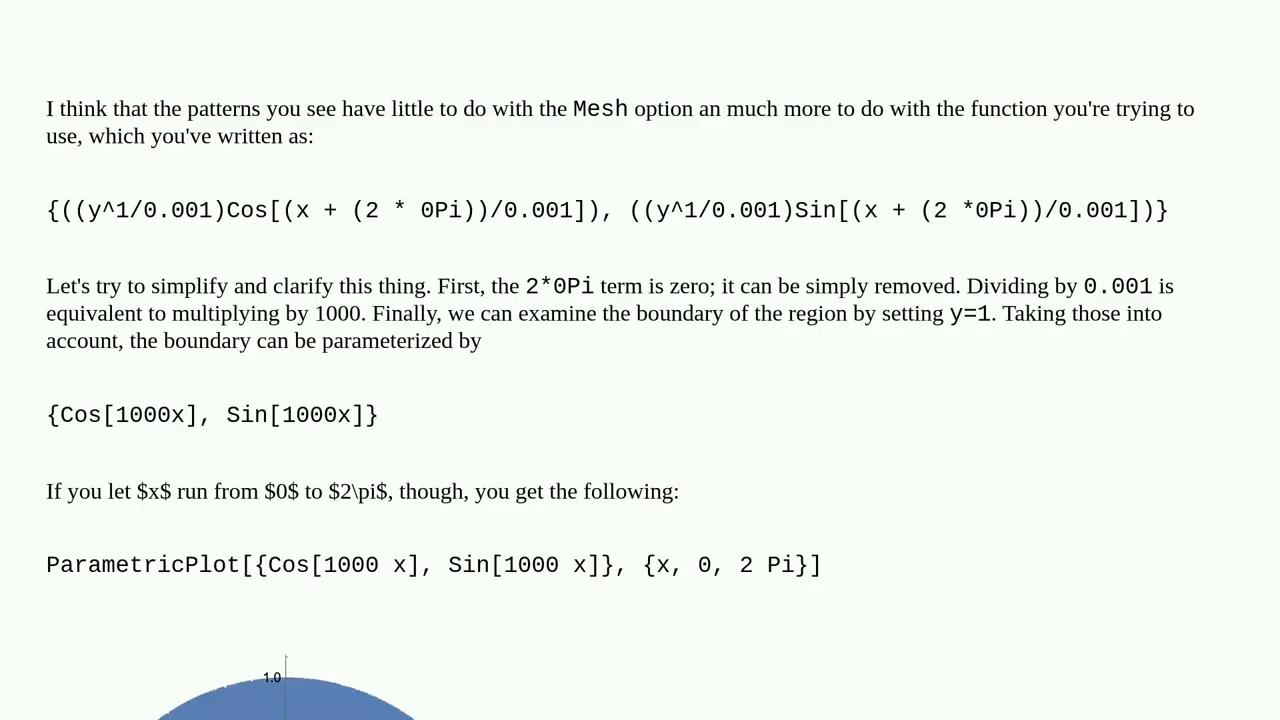 I think that the patterns you see have little to do with the Mesh option an much more to do with the function you're trying to
use, which you've written as:
{((y^1/0.001)Cos[(x + (2 * 0Pi))/0.001]), ((y^1/0.001)Sin[(x + (2 *0Pi))/0.001])}
Let's try to simplify and clarify this thing. First, the 2*0Pi term is zero; it can be simply removed. Dividing by 0.001 is
equivalent to multiplying by 1000. Finally, we can examine the boundary of the region by setting y=1. Taking those into
account, the boundary can be parameterized by
{Cos[1000x], Sin[1000x]}
If you let $x$ run from $0$ to $2\pi$, though, you get the following:
ParametricPlot[{Cos[1000 x], Sin[1000 x]}, {x, 0, 2 Pi}]
1.0